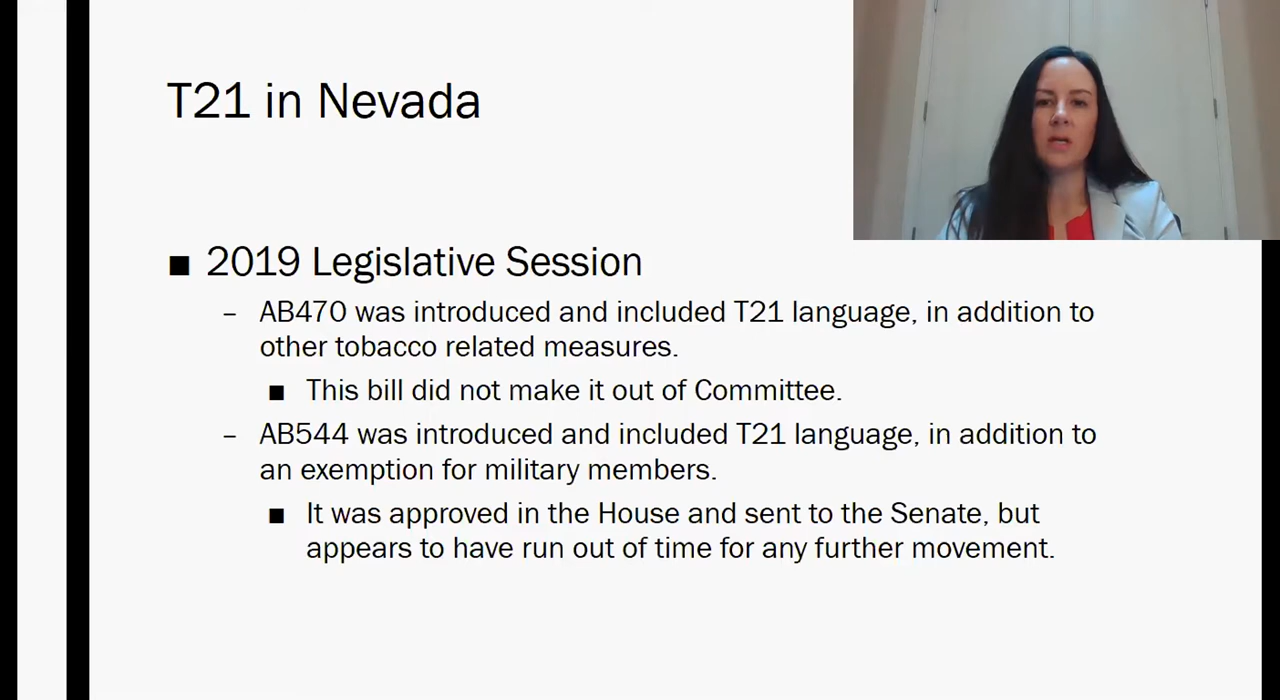 T21 in Nevada
■ 2019 Legislative Session
– AB470 was introduced and included T21 language, in addition to
other tobacco related measures.
■ This bill did not make it out of Committee.
– AB544 was introduced and included T21 language, in addition to
an exemption for military members.
■ It was approved in the House and sent to the Senate, but
appears to have run out of time for any further movement.